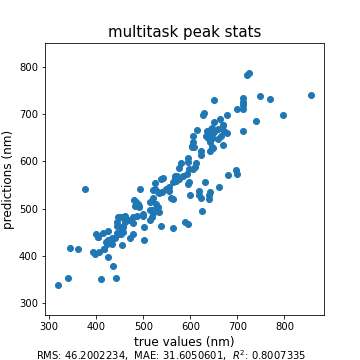 multitask peak stats
800
700
600
500
400
300
predictions (nm)
300 400 500 600 700 800
true values (nm)
RMS: 46.2002234, MAE: 31.6050601, R²: 0.8007335